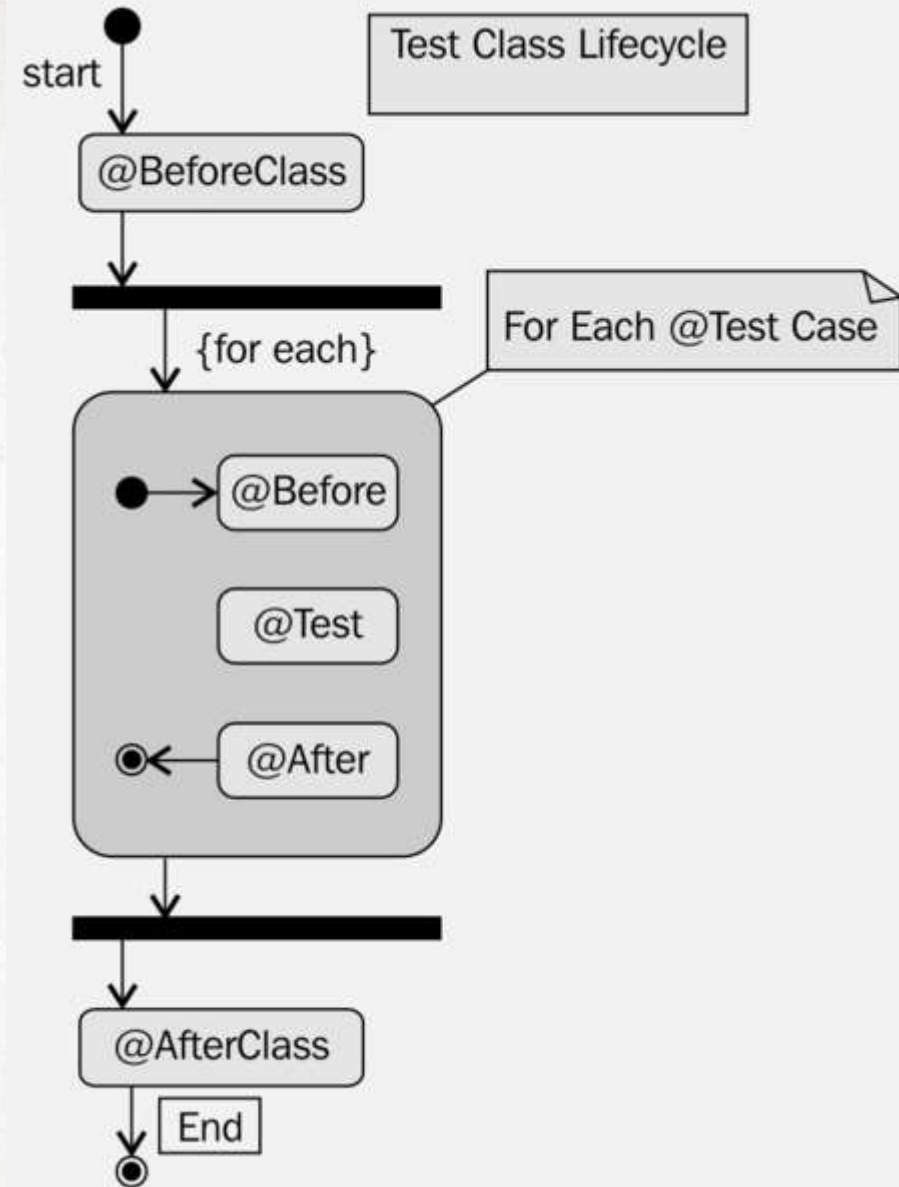 start
Test Class Lifecycle
@BeforeClass
{for each}
For Each @Test Case
@Before
@Test
@After
@AfterClass
End